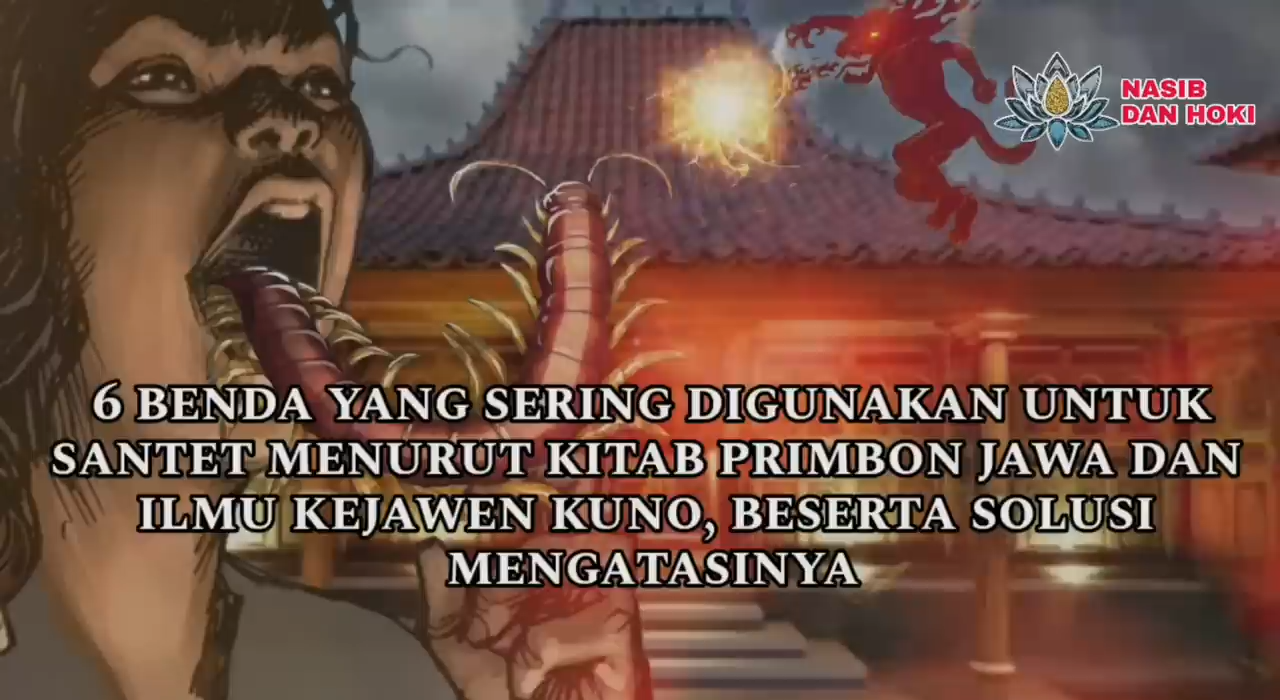 NASIB
DAN HOKI
6 BENDA YANG SERING DIGUNAKAN UNTUK
SANTET MENURUT KITAB PRIMBON JAWA DAN
ILMU KEJAWEN KUNO, BESERTA SOLUSI
MENGATASINYA